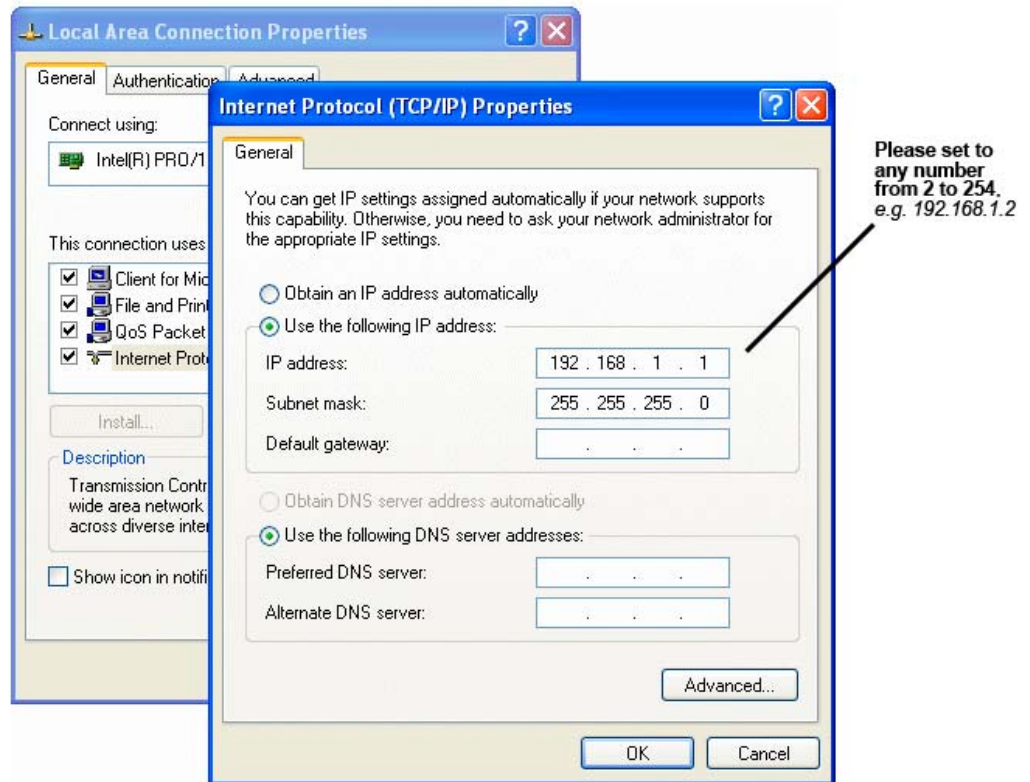 Local Area Connection Properties
General Authentication Advanced
Connect using:
Intel(R) PRO/1
This connection uses
Client for Mic
File and Print
QoS Packet
Internet Proto
Install...
Description
Transmission Contr
wide area network
across diverse inter
Show icon in notifi
Internet Protocol (TCP/IP) Properties
General
You can get IP settings assigned automatically if your network supports
this capability. Otherwise, you need to ask your network administrator for
the appropriate IP settings.
Obtain an IP address automatically
Use the following IP address:
IP address: 192 . 168 . 1 . 1
Subnet mask: 255 . 255 . 255 . 0
Default gateway: . . .
Obtain DNS server address automatically
Use the following DNS server addresses:
Preferred DNS server: . . .
Alternate DNS server: . . .
Advanced...
OK Cancel
Please set to
any number
from 2 to 254.
e.g. 192.168.1.2